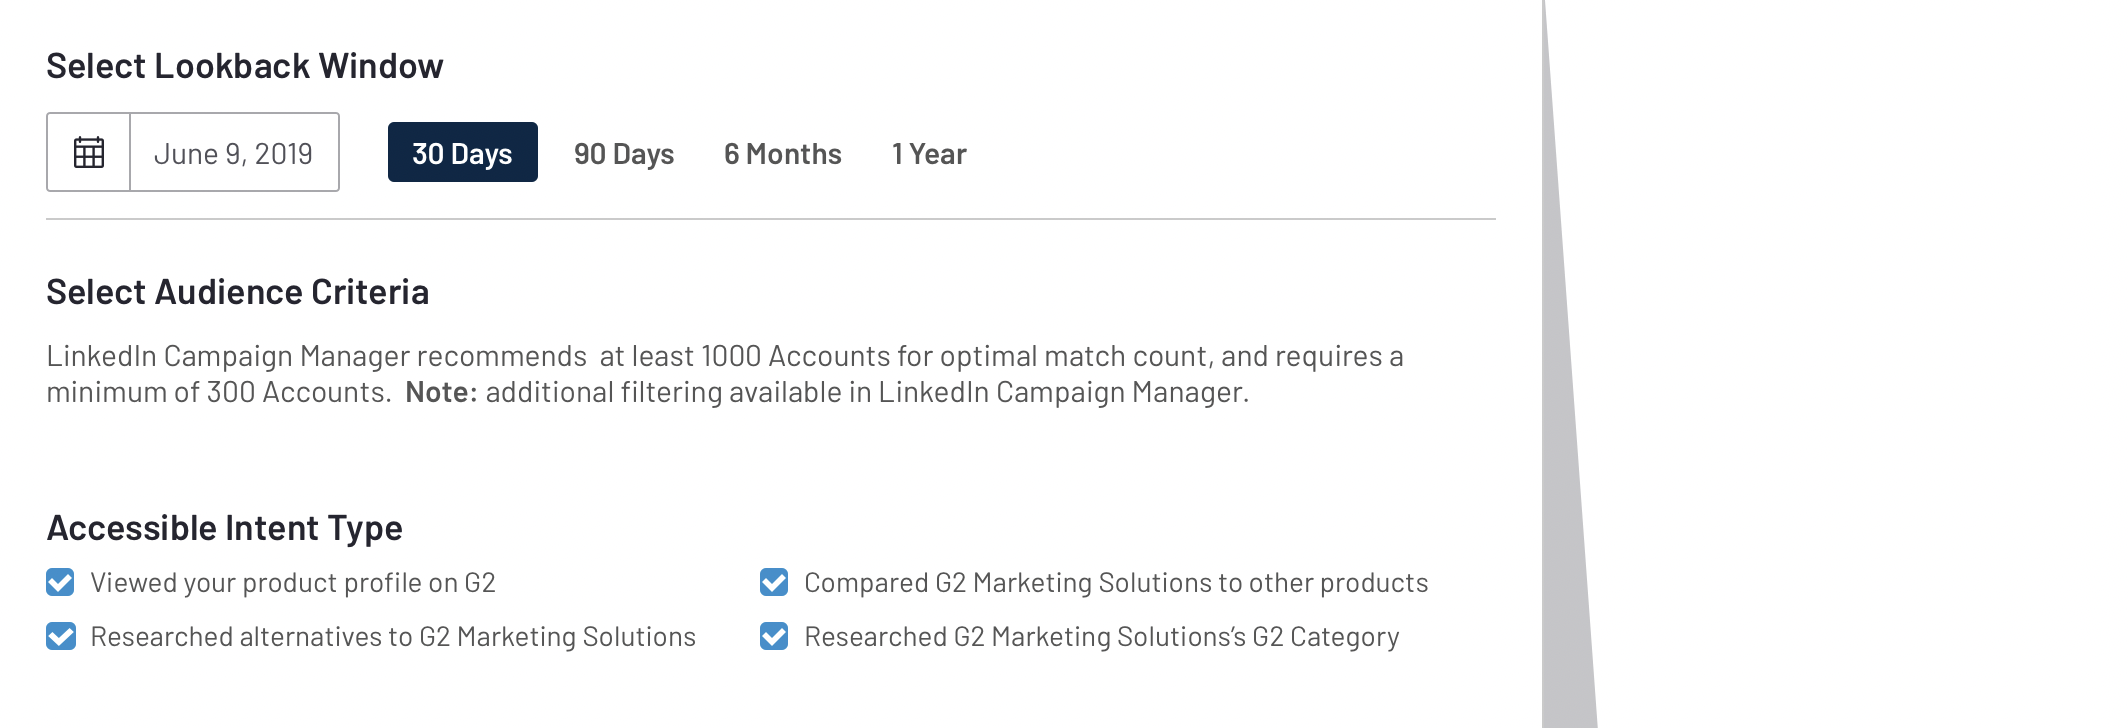 Select Lookback Window
June 9, 2019 30 Days 90 Days 6 Months 1 Year
Select Audience Criteria
LinkedIn Campaign Manager recommends  at least 1000 Accounts for optimal match count, and requires a
minimum of 300 Accounts.  Note: additional filtering available in LinkedIn Campaign Manager.
Accessible Intent Type
Viewed your product profile on G2 Compared G2 Marketing Solutions to other products
Researched alternatives to G2 Marketing Solutions Researched G2 Marketing Solutions’s G2 Category